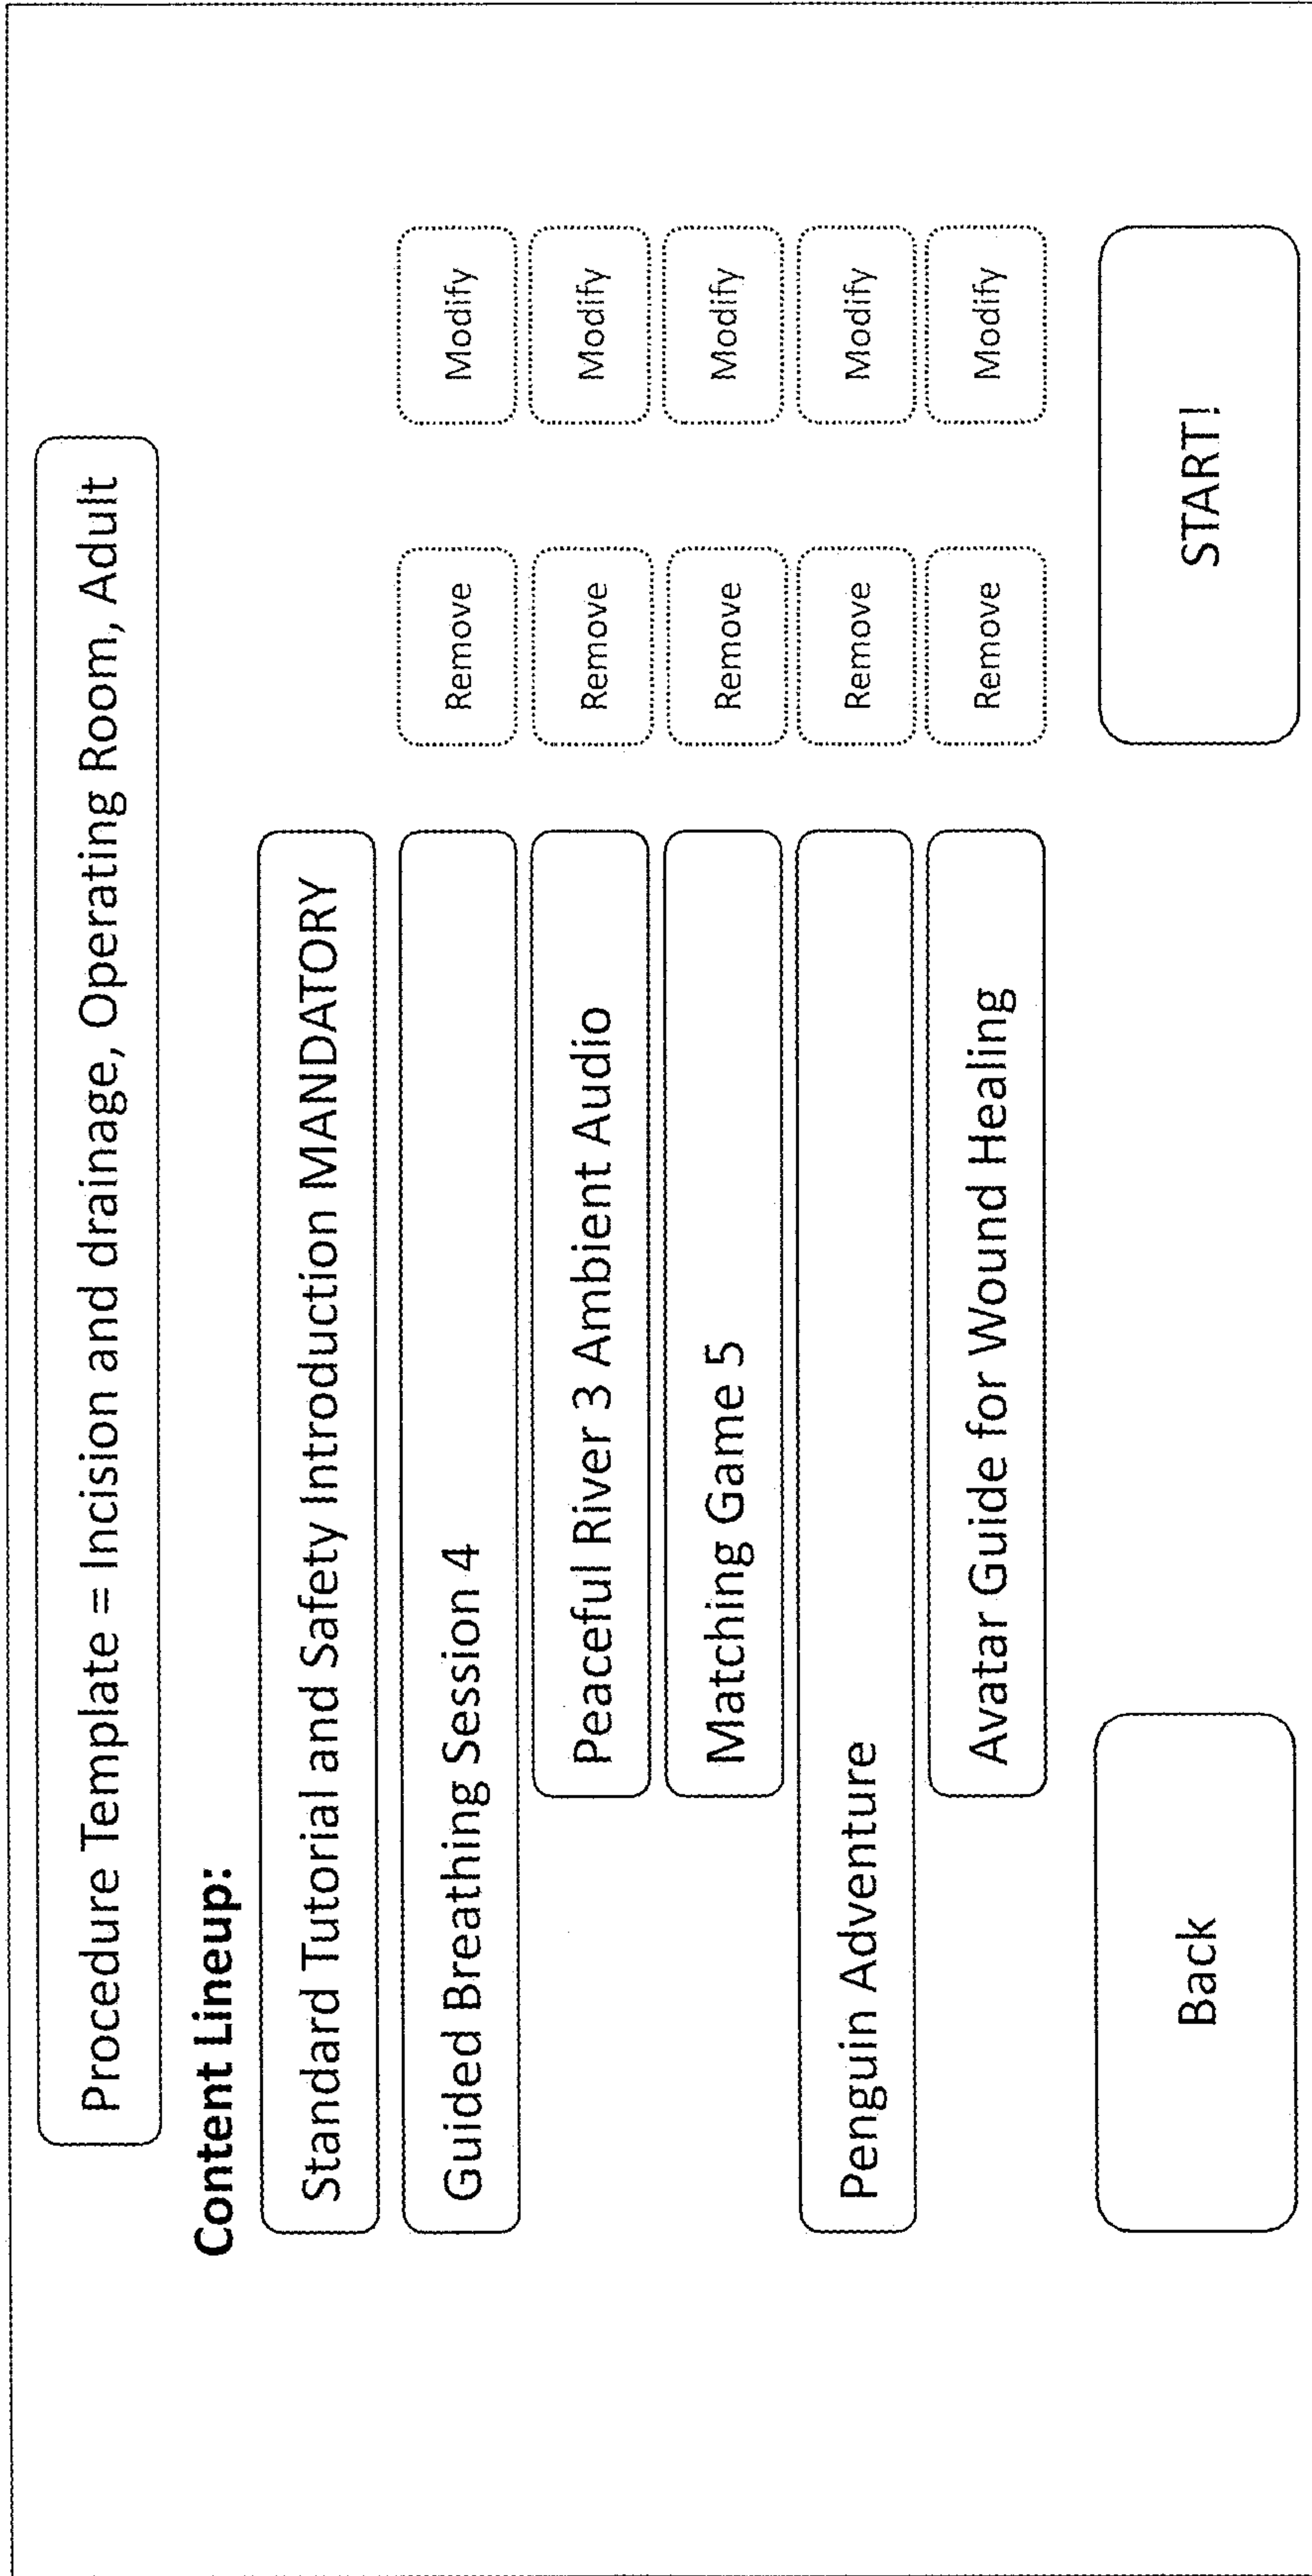 Procedure Template = Incision and drainage, Operating Room, Adult
Content Lineup:
Standard Tutorial and Safety Introduction MANDATORY
Guided Breathing Session 4 Remove Modify
Peaceful River 3 Ambient Audio Remove Modify
Matching Game 5 Remove Modify
Penguin Adventure Remove Modify
Avatar Guide for Wound Healing Remove Modify
Back START!